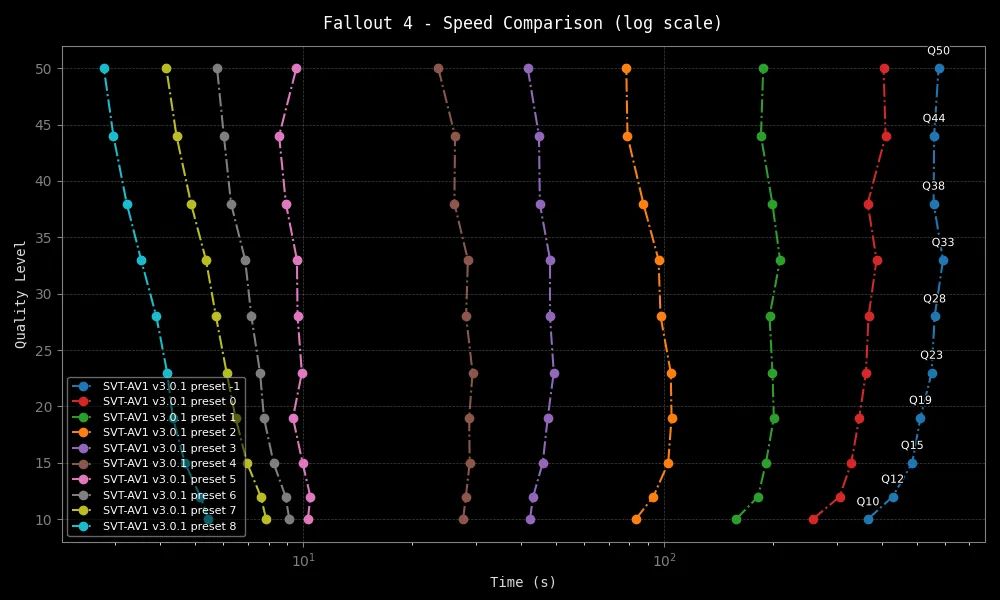 Fallout 4 - Speed Comparison (log scale)
Q50
50
Q44
45
Q38
40
Q33
35
Q28
30
Q23
25
Q19
20
Q15
15
Q12
Q10
10
Quality Level
SVT-AV1 v3.0.1 preset -1
SVT-AV1 v3.0.1 preset 0
SVT-AV1 v3.0.1 preset 1
SVT-AV1 v3.0.1 preset 2
SVT-AV1 v3.0.1 preset 3
SVT-AV1 v3.0.1 preset 4
SVT-AV1 v3.0.1 preset 5
SVT-AV1 v3.0.1 preset 6
SVT-AV1 v3.0.1 preset 7
SVT-AV1 v3.0.1 preset 8
10¹
10²
Time (s)